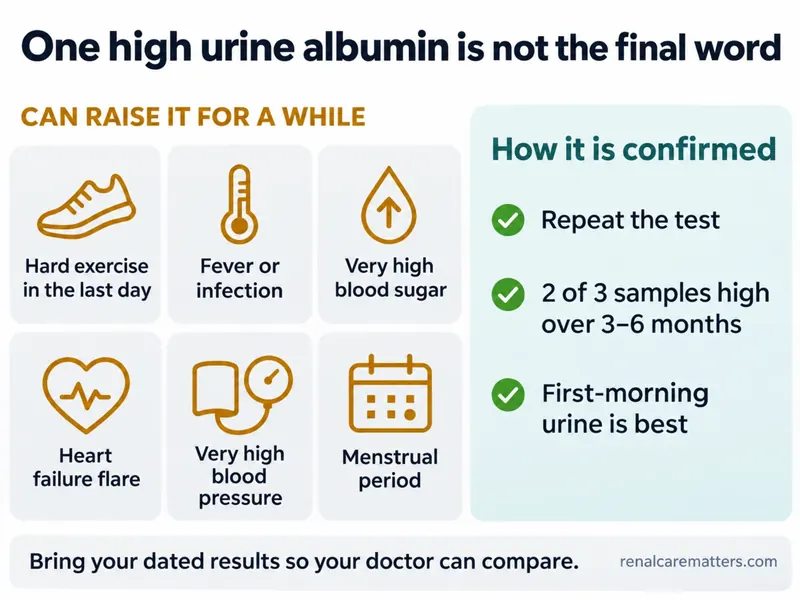 One high urine albumin is not the final word
CAN RAISE IT FOR A WHILE
Hard exercise
in the last day
Fever or
infection
Very high
blood sugar
Heart
failure flare
Very high
blood
pressure
Menstrual
period
How it is confirmed
Repeat the test
2 of 3 samples high
over 3–6 months
First-morning
urine is best
Bring your dated results so your doctor can compare.
renalcarematters.com